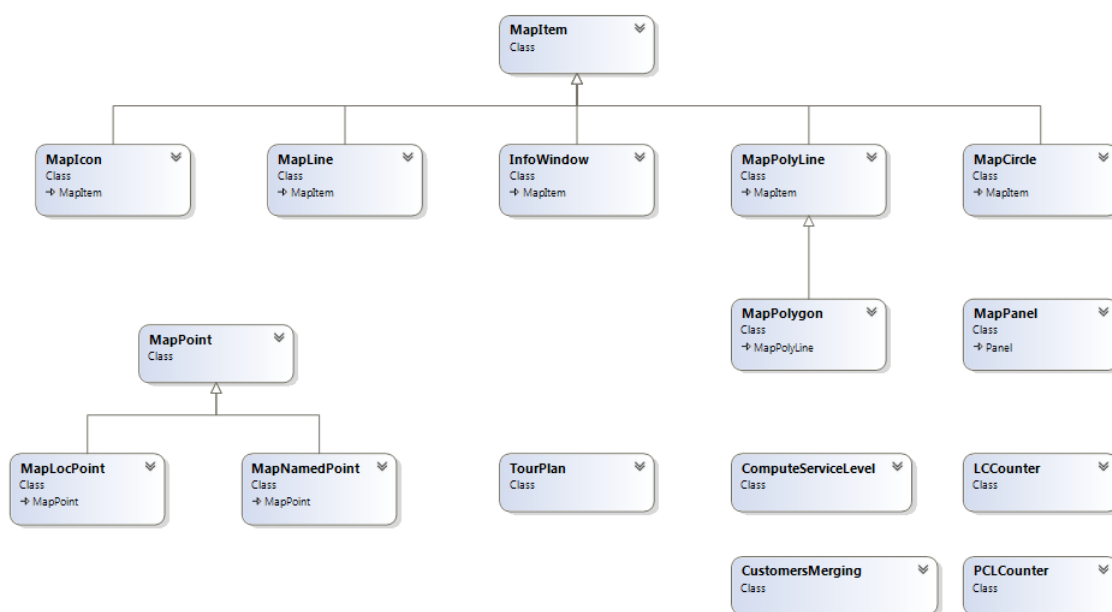 MapItem
Class
MapIcon
Class
MapItem
MapLine
Class
MapItem
InfoWindow
Class
MapItem
MapPolyLine
Class
MapItem
MapCircle
Class
MapItem
MapPolygon
Class
MapPolyLine
MapPanel
Class
Panel
MapPoint
Class
MapLocPoint
Class
MapPoint
MapNamedPoint
Class
MapPoint
TourPlan
Class
ComputeServiceLevel
Class
LCCounter
Class
CustomersMerging
Class
PCLCounter
Class